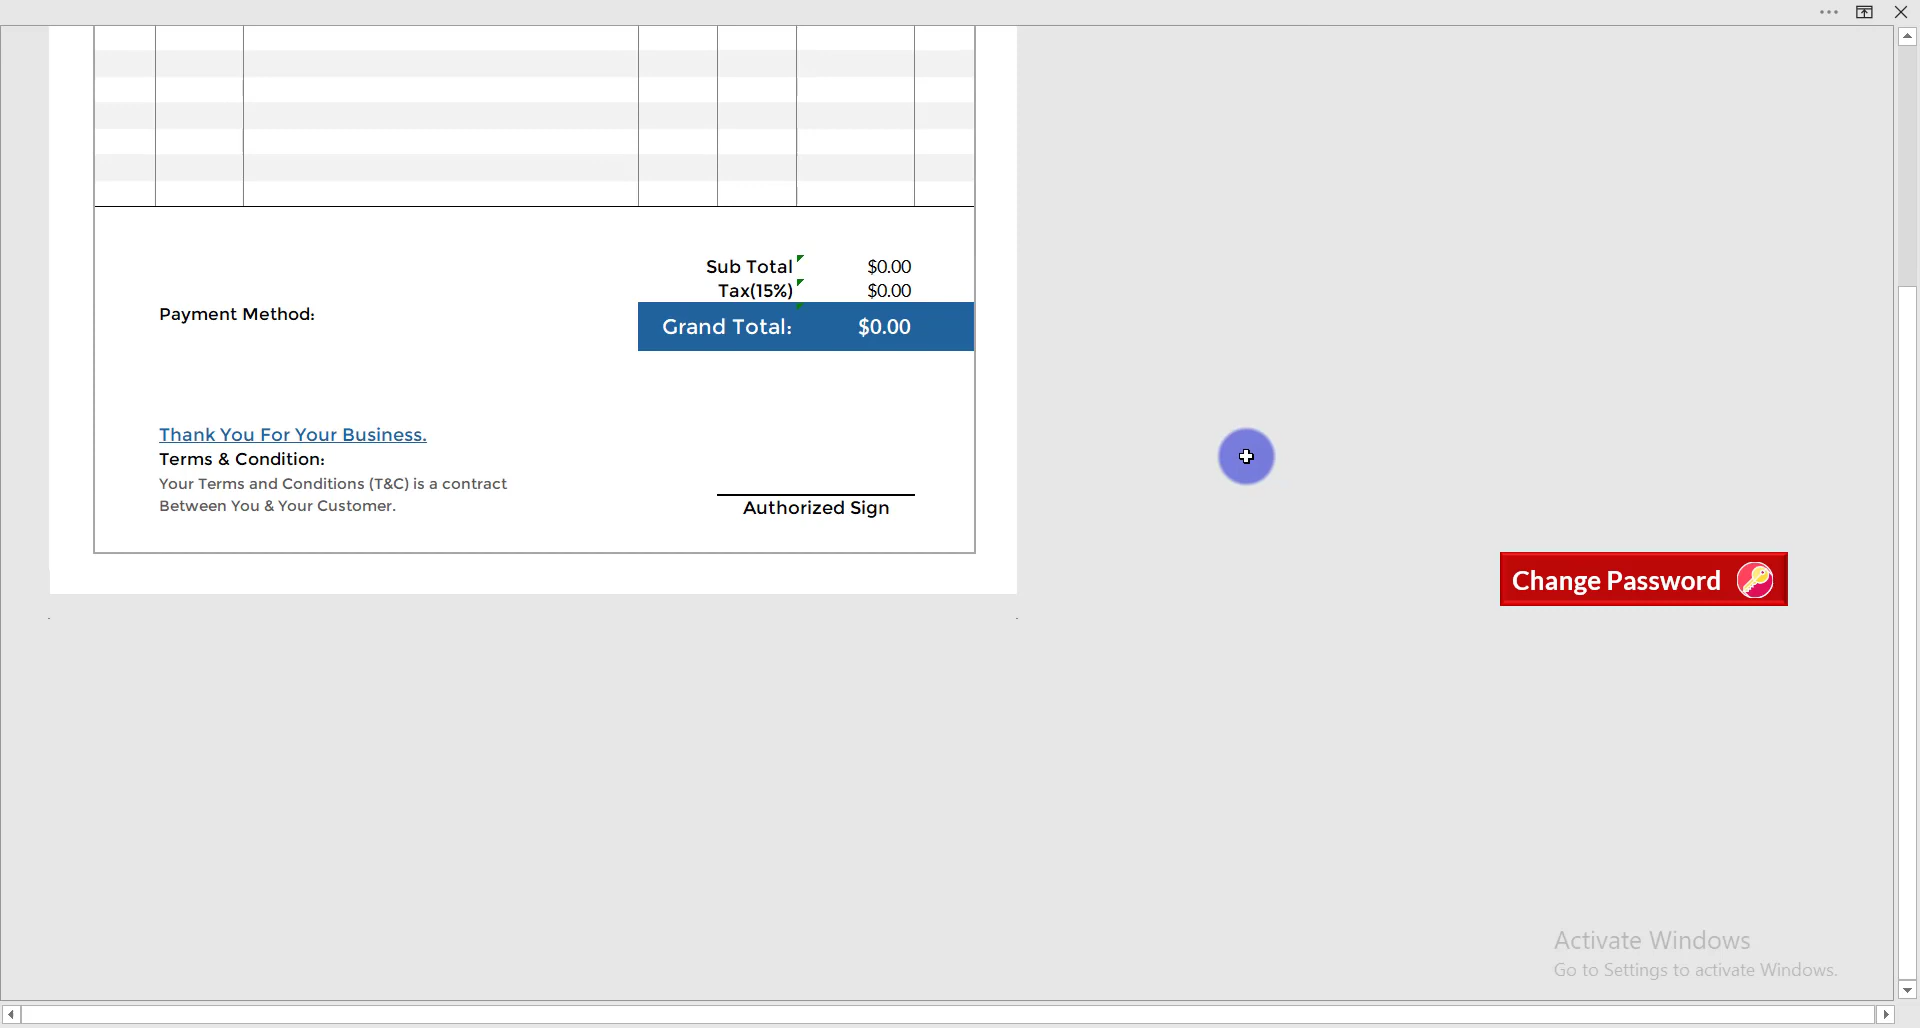 Sub Total $0.00
Tax(15%) $0.00
Payment Method:
Grand Total: $0.00
Thank You For Your Business.
Terms & Condition:
Your Terms and Conditions (T&C) is a contract
Between You & Your Customer.
Authorized Sign
Change Password
Activate Windows
Go to Settings to activate Windows.